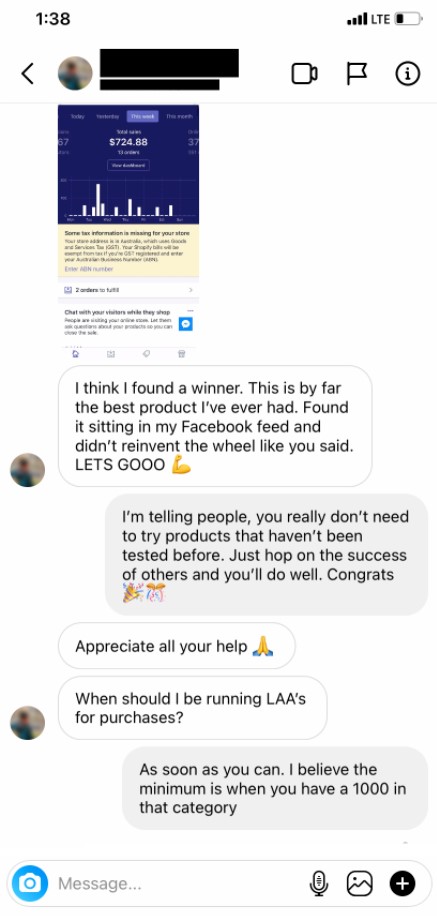 1:38
LTE
Today Yesterday This week This month
Total sales
67 $724.88 37
13 orders
View dashboard
Some tax information is missing for your store
Your store address is in Australia, which uses Goods
and Services Tax (GST). Your Shopify bills will be
exempt from tax if you're GST registered and enter
your Australian Business Number (ABN).
Enter ABN number
2 orders to fulfill
Chat with your visitors while they shop
People are visiting your online store. Let them
ask questions about your products so you can
close the sale.
I think I found a winner. This is by far
the best product I've ever had. Found
it sitting in my Facebook feed and
didn't reinvent the wheel like you said.
LETS GOOO 💪
I'm telling people, you really don't need
to try products that haven't been
tested before. Just hop on the success
of others and you'll do well. Congrats
🎉🎊
Appreciate all your help 🙏
When should I be running LAA's
for purchases?
As soon as you can. I believe the
minimum is when you have a 1000 in
that category
Message...